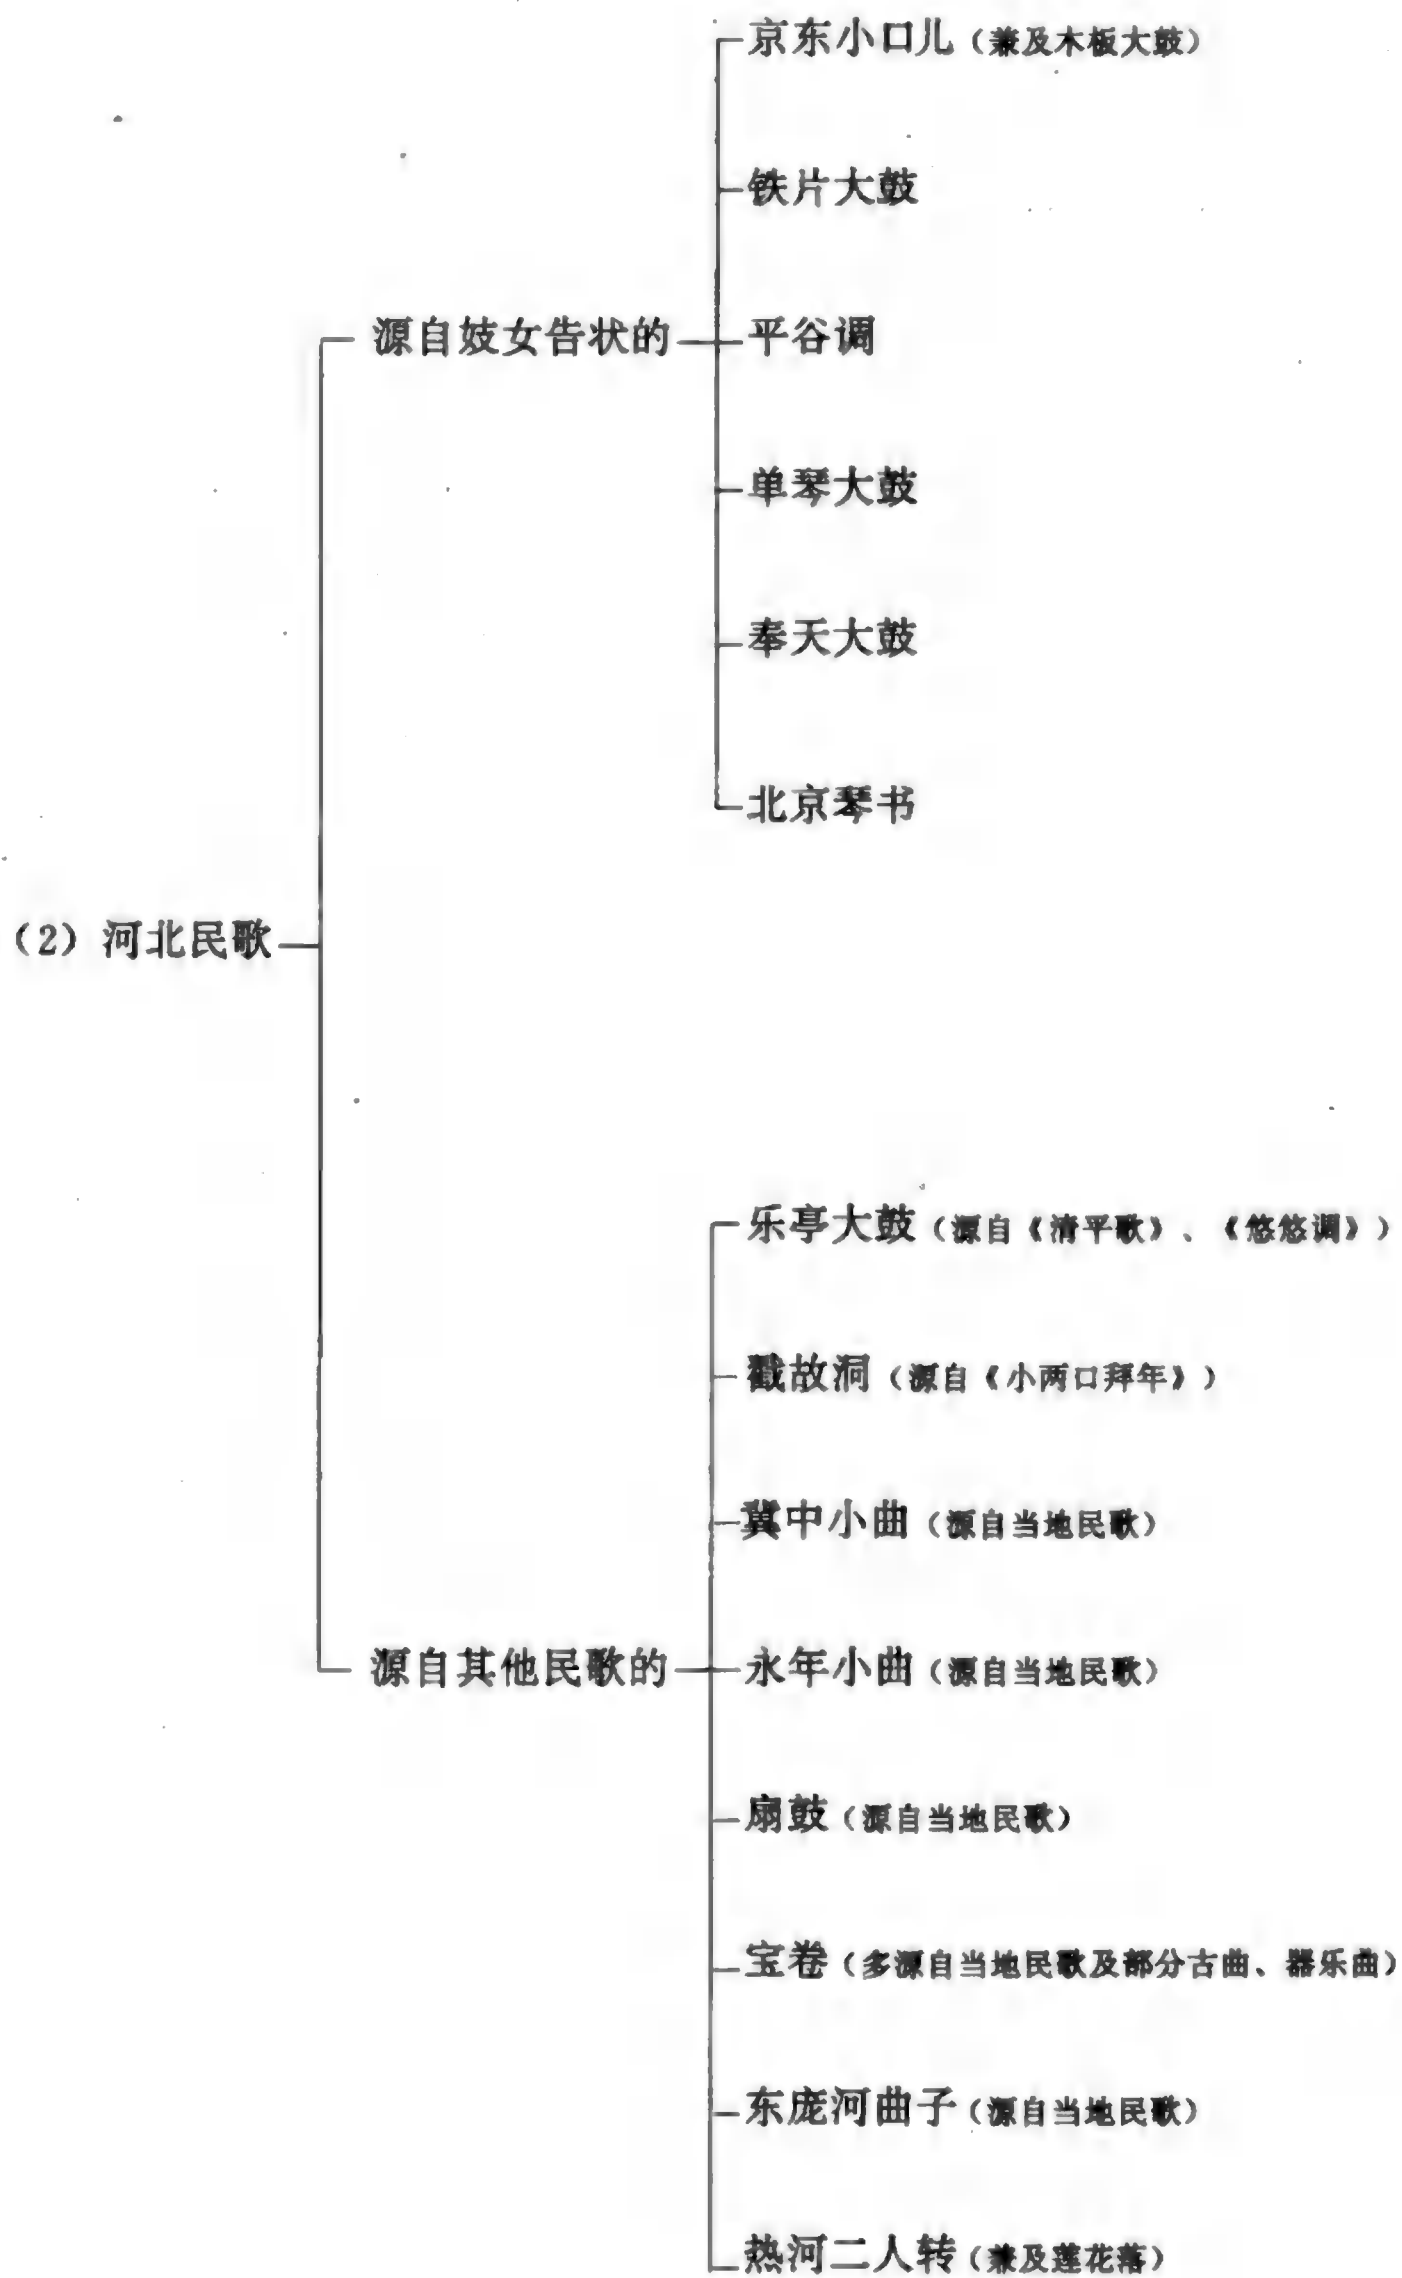 京东小口儿（兼及木板大鼓）
铁片大鼓
源自妓女告状的
平谷调
单琴大鼓
奉天大鼓
北京琴书
（2）河北民歌
乐亭大鼓（源自《清平歌》、《悠悠调》）
戳故洞（源自《小两口拜年》）
冀中小曲（源自当地民歌）
源自其他民歌的
永年小曲（源自当地民歌）
扇鼓（源自当地民歌）
宝卷（多源自当地民歌及部分古曲、器乐曲）
东庞河曲子（源自当地民歌）
热河二人转（兼及莲花落）